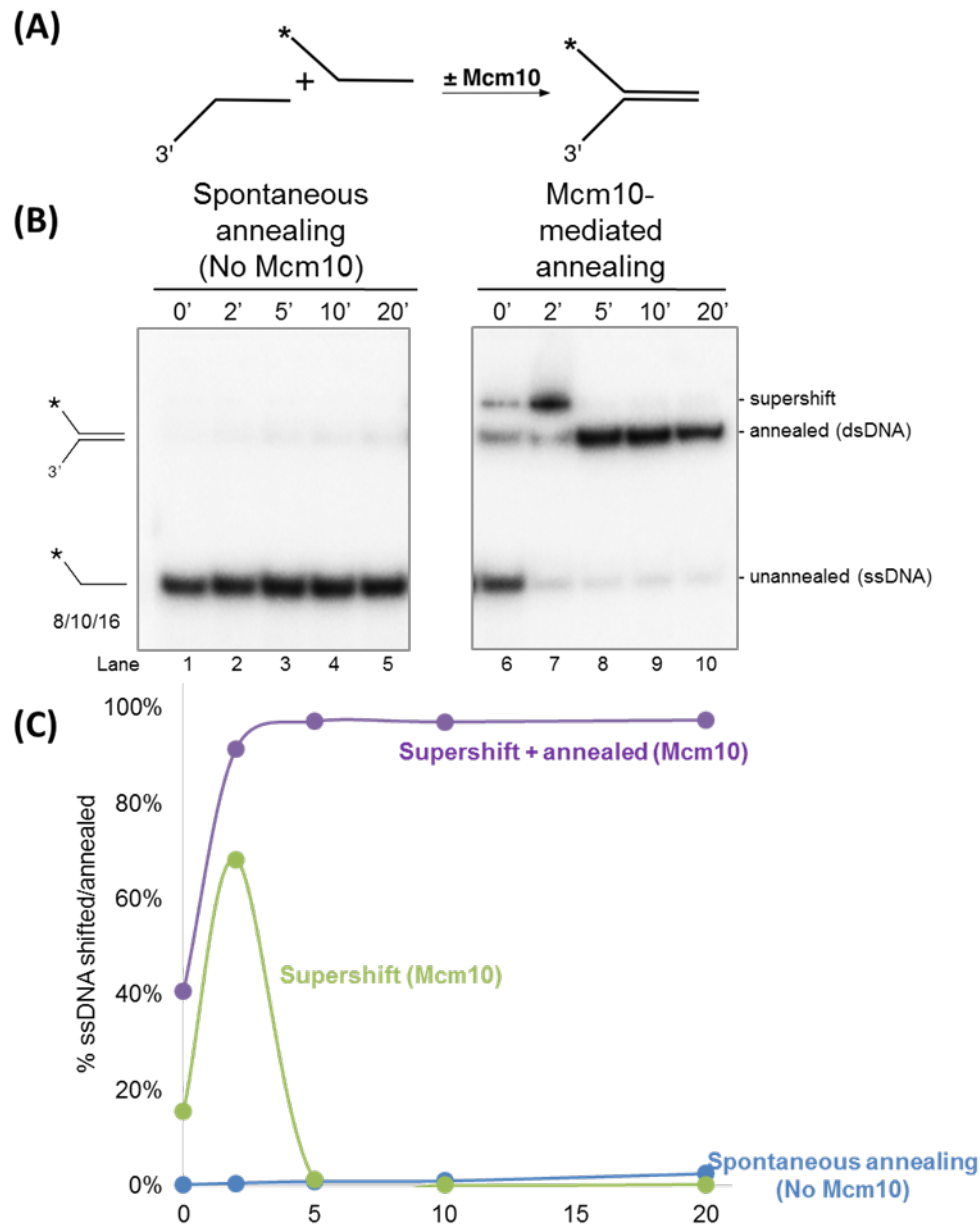 (A)
*
+
± Mcm10
*
3'
3'
(B)
Spontaneous
annealing
(No Mcm10)
Mcm10-
mediated
annealing
0’ 2’ 5’ 10’ 20’
0’ 2’ 5’ 10’ 20’
*
3'
- supershift
- annealed (dsDNA)
*
8/10/16
- unannealed (ssDNA)
Lane 1 2 3 4 5
6 7 8 9 10
(C)
% ssDNA shifted/annealed
100%
80%
60%
40%
20%
0%
Supershift + annealed (Mcm10)
Supershift (Mcm10)
Spontaneous annealing
(No Mcm10)
0 5 10 15 20